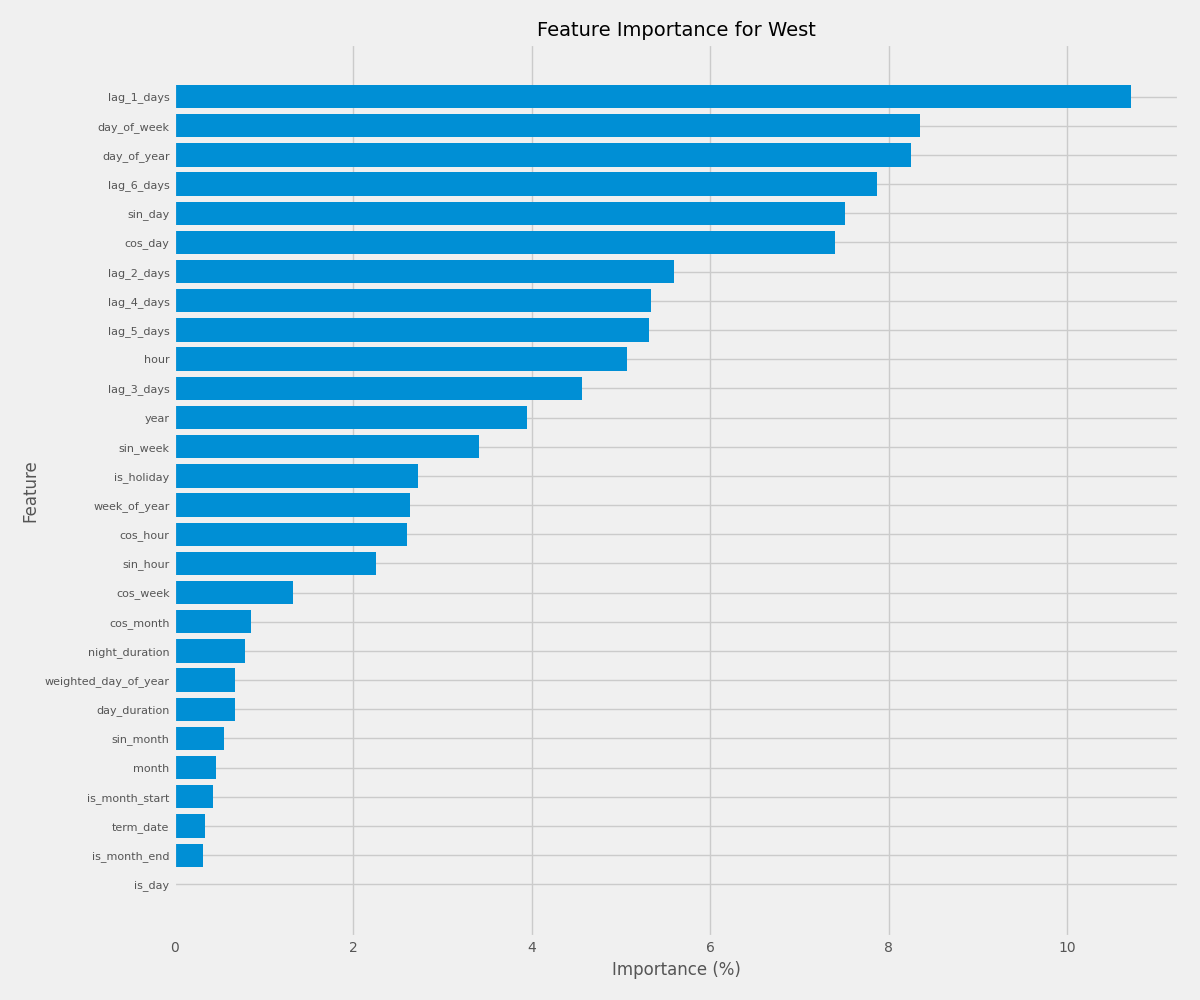 Feature Importance for West
Feature
lag_1_days
day_of_week
day_of_year
lag_6_days
sin_day
cos_day
lag_2_days
lag_4_days
lag_5_days
hour
lag_3_days
year
sin_week
is_holiday
week_of_year
cos_hour
sin_hour
cos_week
cos_month
night_duration
weighted_day_of_year
day_duration
sin_month
month
is_month_start
term_date
is_month_end
is_day
0 2 4 6 8 10
Importance (%)